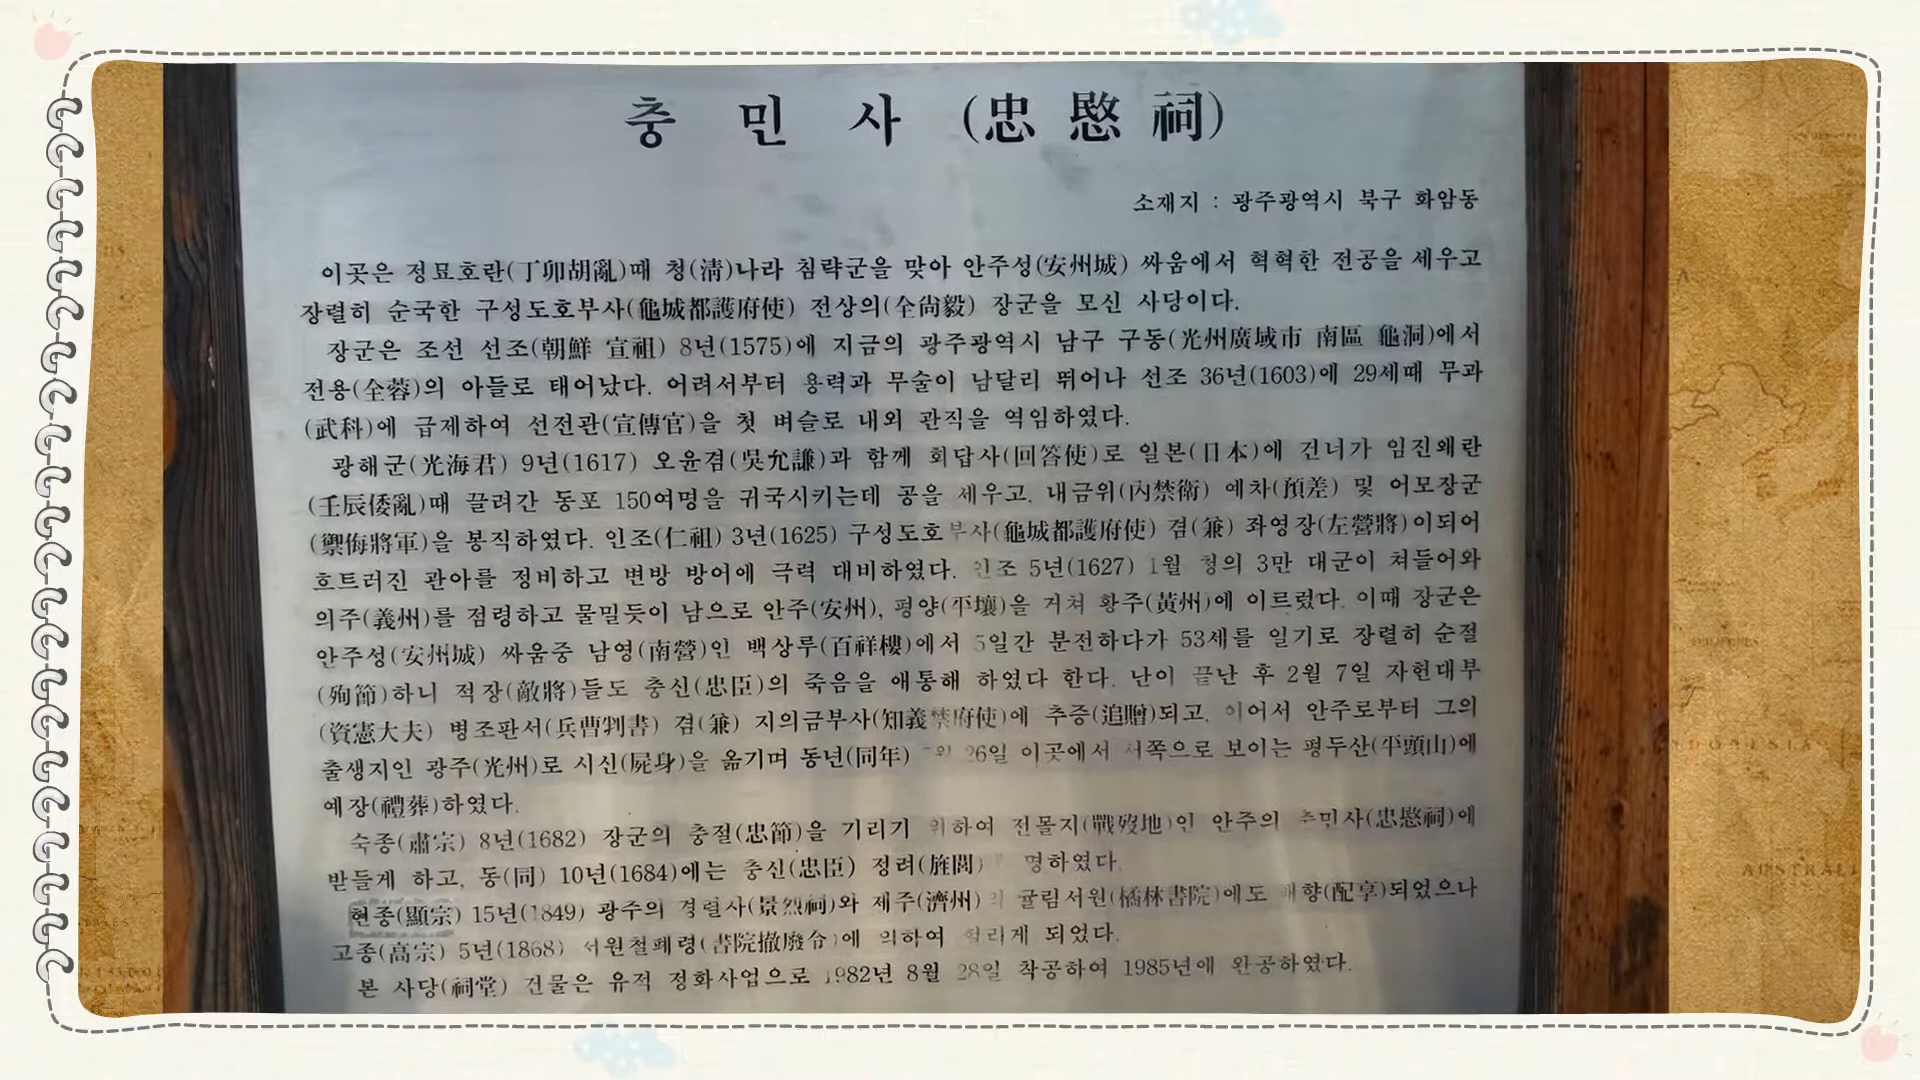 충 민 사 (忠愍祠)
소재지 : 광주광역시 북구 화암동
이곳은 정묘호란(丁卯胡亂)때 청(淸)나라 침략군을 맞아 안주성(安州城) 싸움에서 혁혁한 전공을 세우고
장렬히 순국한 구성도호부사(龜城都護府使) 전상의(全尙毅) 장군을 모신 사당이다.
장군은 조선 선조(朝鮮 宣祖) 8년(1575)에 지금의 광주광역시 남구 구동(光州廣域市 南區 龜洞)에서
전용(全蓉)의 아들로 태어났다. 어려서부터 용력과 무술이 남달리 뛰어나 선조 36년(1603)에 29세때 무과
(武科)에 급제하여 선전관(宣傳官)을 첫 벼슬로 내외 관직을 역임하였다.
광해군(光海君) 9년(1617) 오윤겸(吳允謙)과 함께 회답사(回答使)로 일본(日本)에 건너가 임진왜란
(壬辰倭亂)때 끌려간 동포 150여명을 귀국시키는데 공을 세우고, 내금위(內禁衛) 예차(預差) 및 어모장군
(禦侮將軍)을 봉직하였다. 인조(仁祖) 3년(1625) 구성도호부사(龜城都護府使) 겸(兼) 좌영장(左營將)이되어
흐트러진 관아를 정비하고 변방 방어에 극력 대비하였다. 인조 5년(1627) 1월 청의 3만 대군이 쳐들어와
의주(義州)를 점령하고 물밀듯이 남으로 안주(安州), 평양(平壤)을 거쳐 황주(黃州)에 이르렀다. 이때 장군은
안주성(安州城) 싸움중 남영(南營)인 백상루(百祥樓)에서 5일간 분전하다가 53세를 일기로 장렬히 순절
(殉節)하니 적장(敵將)들도 충신(忠臣)의 죽음을 애통해 하였다 한다. 난이 끝난 후 2월 7일 자헌대부
(資憲大夫) 병조판서(兵曹判書) 겸(兼) 지의금부사(知義禁府使)에 추증(追贈)되고, 이어서 안주로부터 그의
출생지인 광주(光州)로 시신(屍身)을 옮기며 동년(同年) 26일 이곳에서 서쪽으로 보이는 평두산(平頭山)에
예장(禮葬)하였다.
숙종(肅宗) 8년(1682) 장군의 충절(忠節)을 기리기 위하여 전몰지(戰歿地)인 안주의 충민사(忠愍祠)에
받들게 하고, 동(同) 10년(1684)에는 충신(忠臣) 정려(旌閭) 명하였다.
현종(顯宗) 15년(1849) 광주의 경렬사(景烈祠)와 제주(濟州)의 귤림서원(橘林書院)에도 배향(配享)되었으나
고종(高宗) 5년(1868) 서원철폐령(書院撤廢令)에 의하여 헐리게 되었다.
본 사당(祠堂) 건물은 유적 정화사업으로 1982년 8월 28일 착공하여 1985년에 완공하였다.